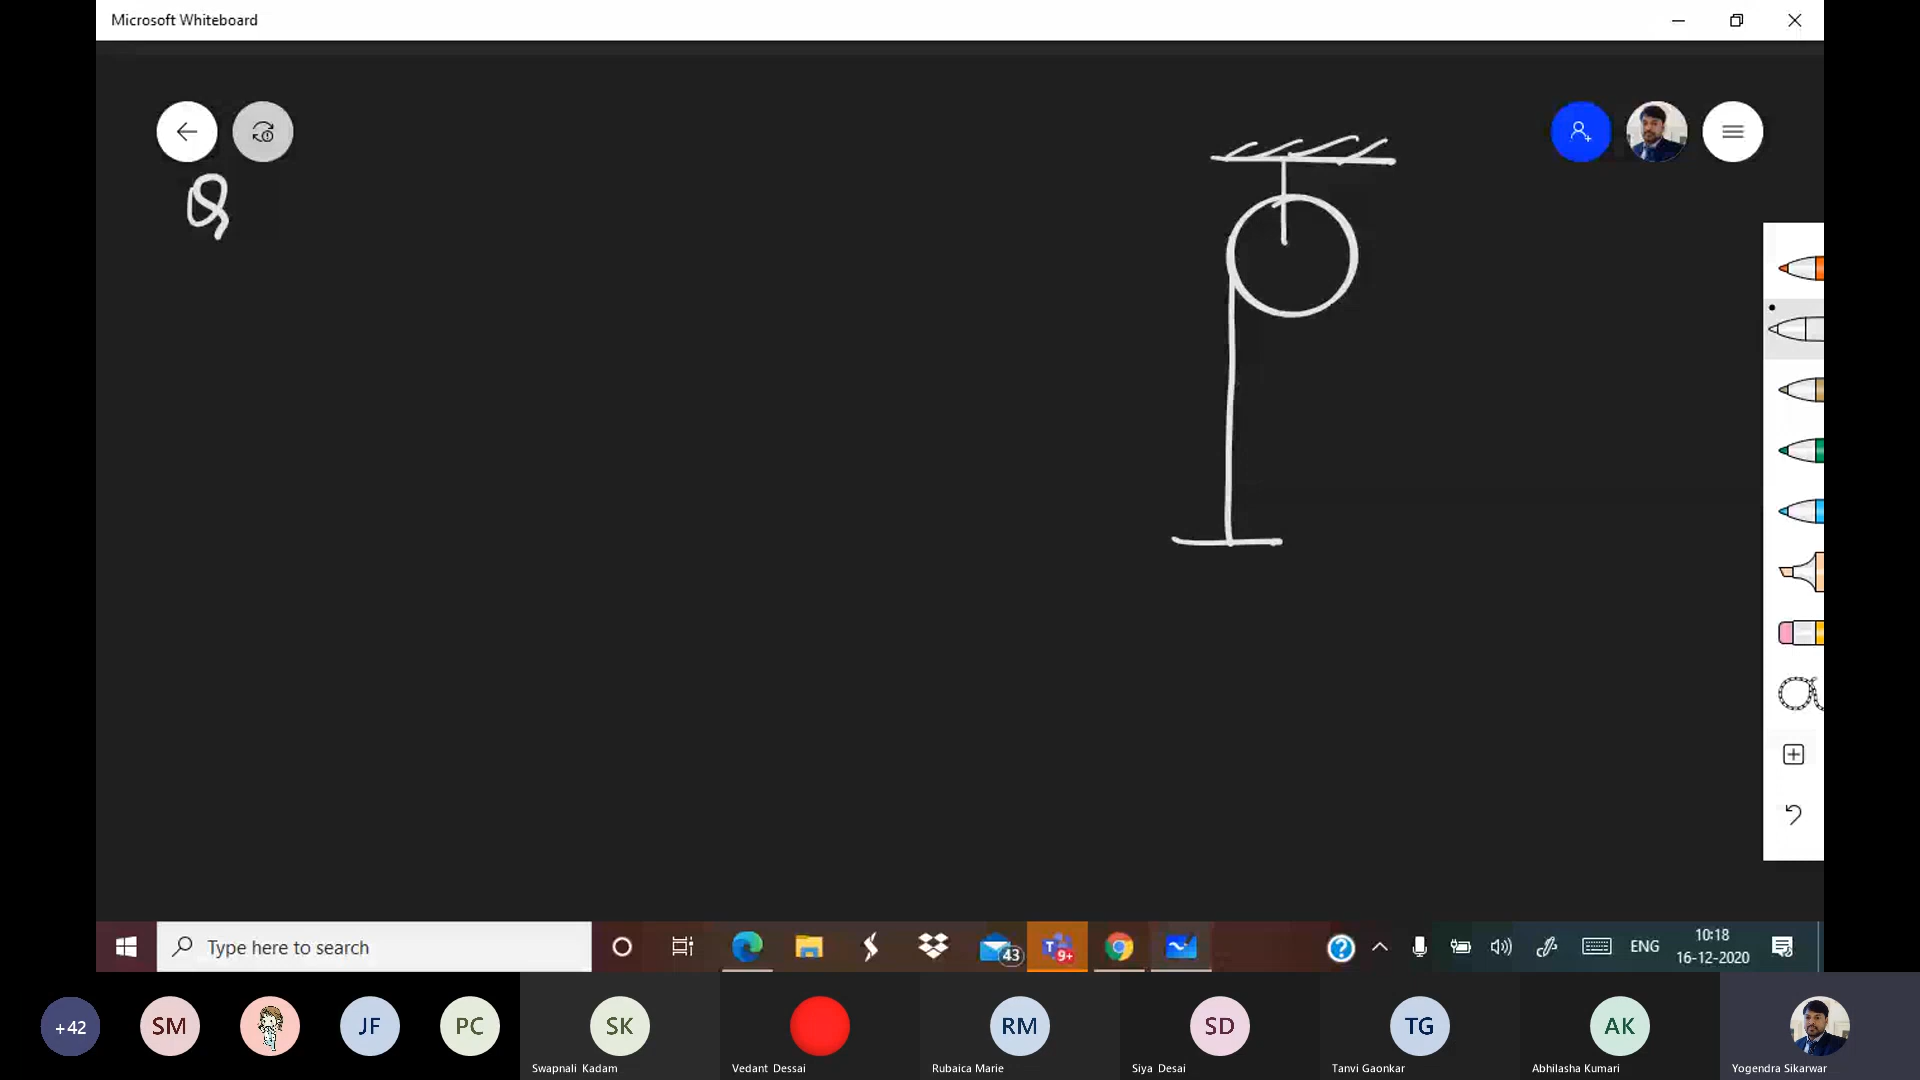 Microsoft Whiteboard
Q
Type here to search
43
9+
ENG
10:18
16-12-2020
+42
SM
JF
PC
SK
RM
SD
TG
AK
Swapnali Kadam
Vedant Dessai
Rubaica Marie
Siya Desai
Tanvi Gaonkar
Abhilasha Kumari
Yogendra Sikarwar